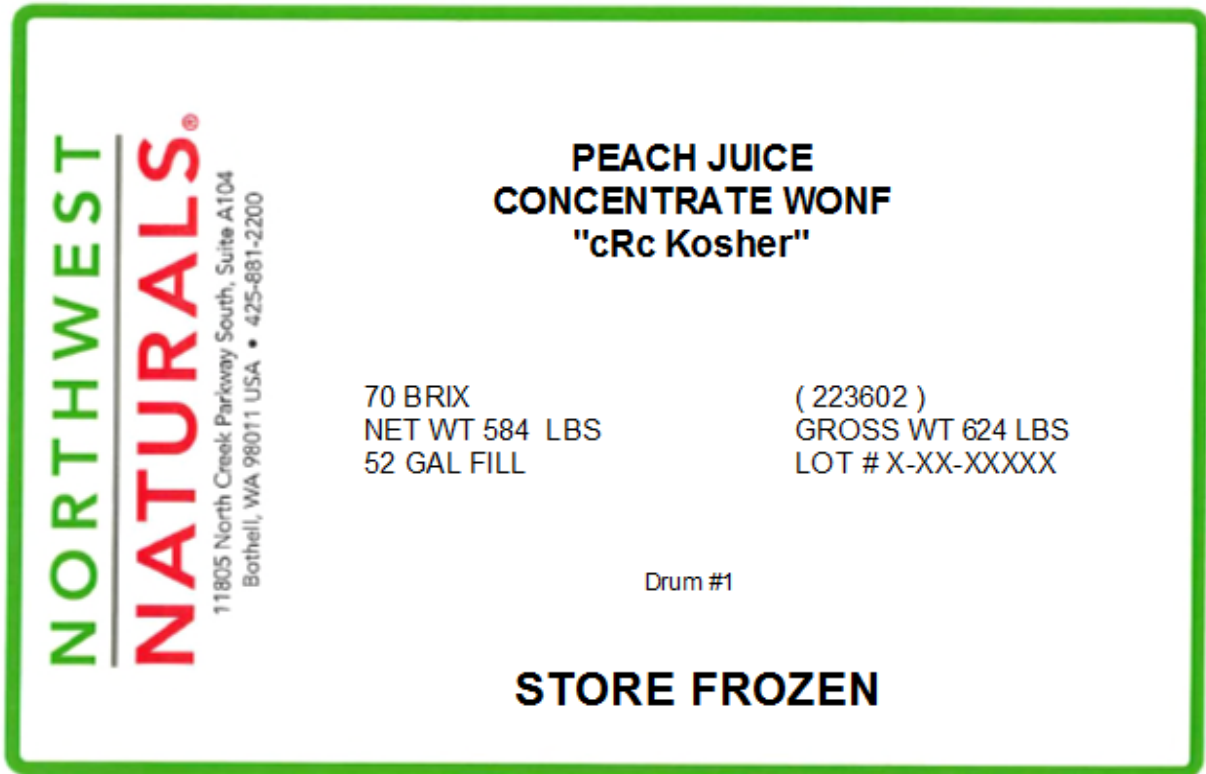 NORTHWEST
NATURALS®
11805 North Creek Parkway South, Suite A104
Bothell, WA 98011 USA • 425-881-2200
PEACH JUICE
CONCENTRATE WONF
"cRc Kosher"
70 BRIX
NET WT 584 LBS
52 GAL FILL
( 223602 )
GROSS WT 624 LBS
LOT # X-XX-XXXXX
Drum #1
STORE FROZEN